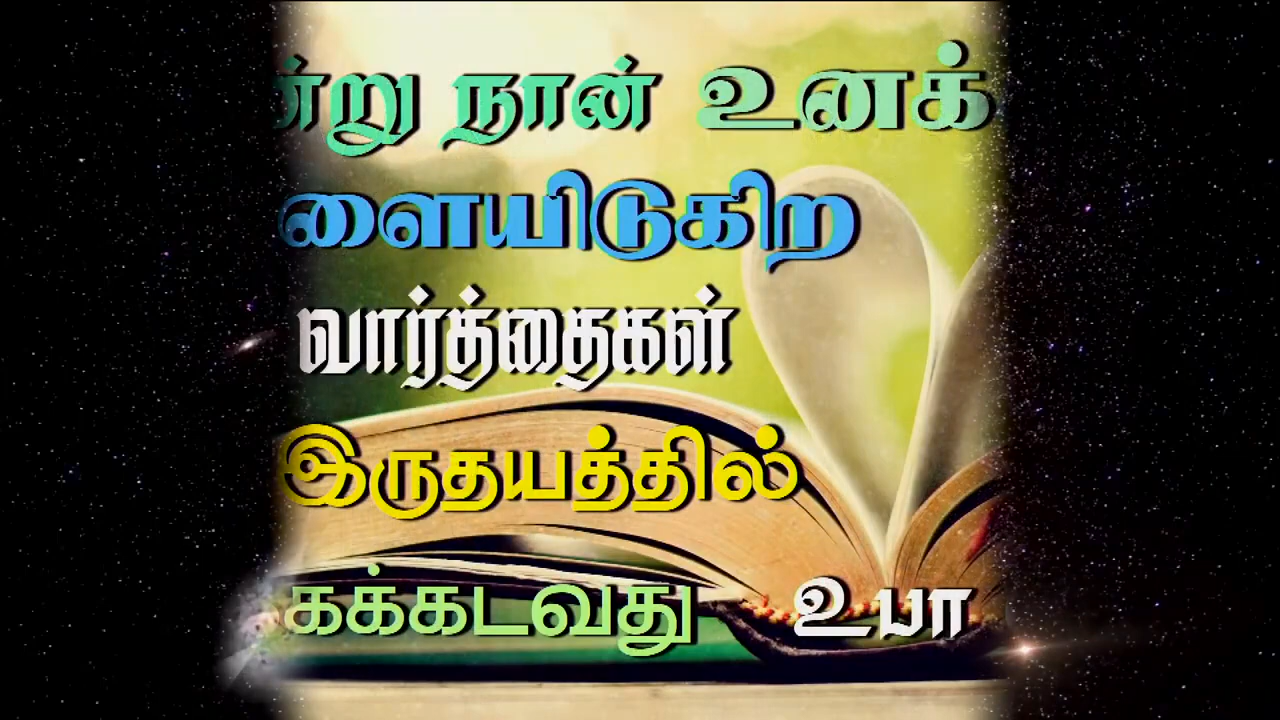 ன்று நான் உனக்
ளையிடுகிற
வார்த்தைகள்
இருதயத்தில்
கக்கடவது உபா